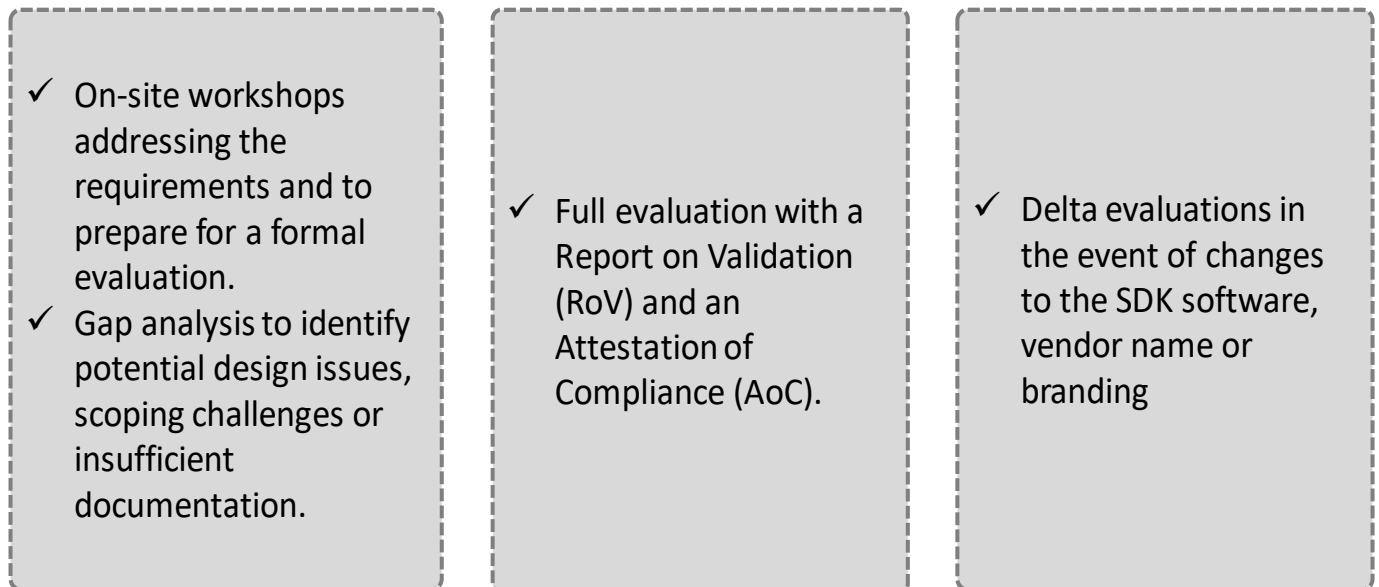 ✓ On-site workshops
addressing the
requirements and to
prepare for a formal
evaluation.
✓ Gap analysis to identify
potential design issues,
scoping challenges or
insufficient
documentation.
✓ Full evaluation with a
Report on Validation
(RoV) and an
Attestation of
Compliance (AoC).
✓ Delta evaluations in
the event of changes
to the SDK software,
vendor name or
branding